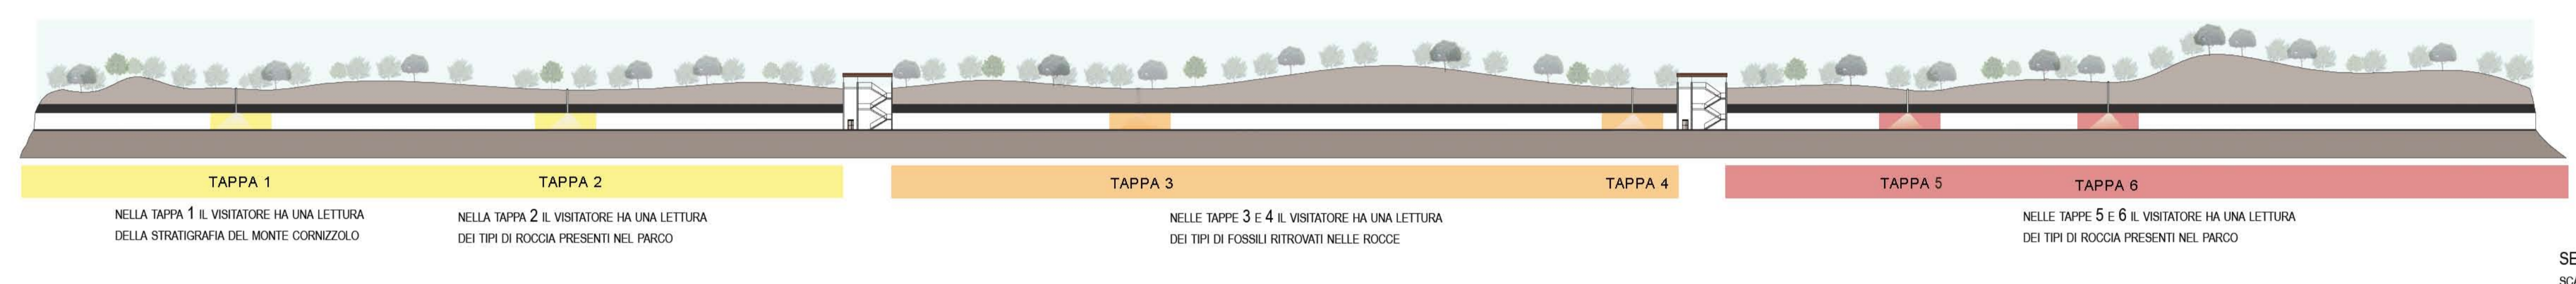 TAPPA 1
TAPPA 2
TAPPA 3
TAPPA 4
TAPPA 5
TAPPA 6
NELLA TAPPA 1 IL VISITATORE HA UNA LETTURA
DELLA STRATIGRAFIA DEL MONTE CORNIZZOLO
NELLA TAPPA 2 IL VISITATORE HA UNA LETTURA
DEI TIPI DI ROCCIA PRESENTI NEL PARCO
NELLE TAPPE 3 E 4 IL VISITATORE HA UNA LETTURA
DEI TIPI DI FOSSILI RITROVATI NELLE ROCCE
NELLE TAPPE 5 E 6 IL VISITATORE HA UNA LETTURA
DEI TIPI DI ROCCIA PRESENTI NEL PARCO